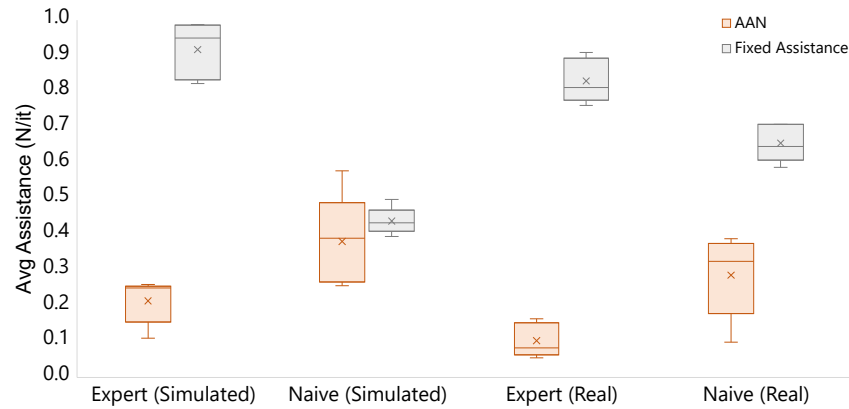 AAN
Fixed Assistance
Avg Assistance (N/it)
1.0
0.9
0.8
0.7
0.6
0.5
0.4
0.3
0.2
0.1
0.0
Expert (Simulated) Naive (Simulated) Expert (Real) Naive (Real)